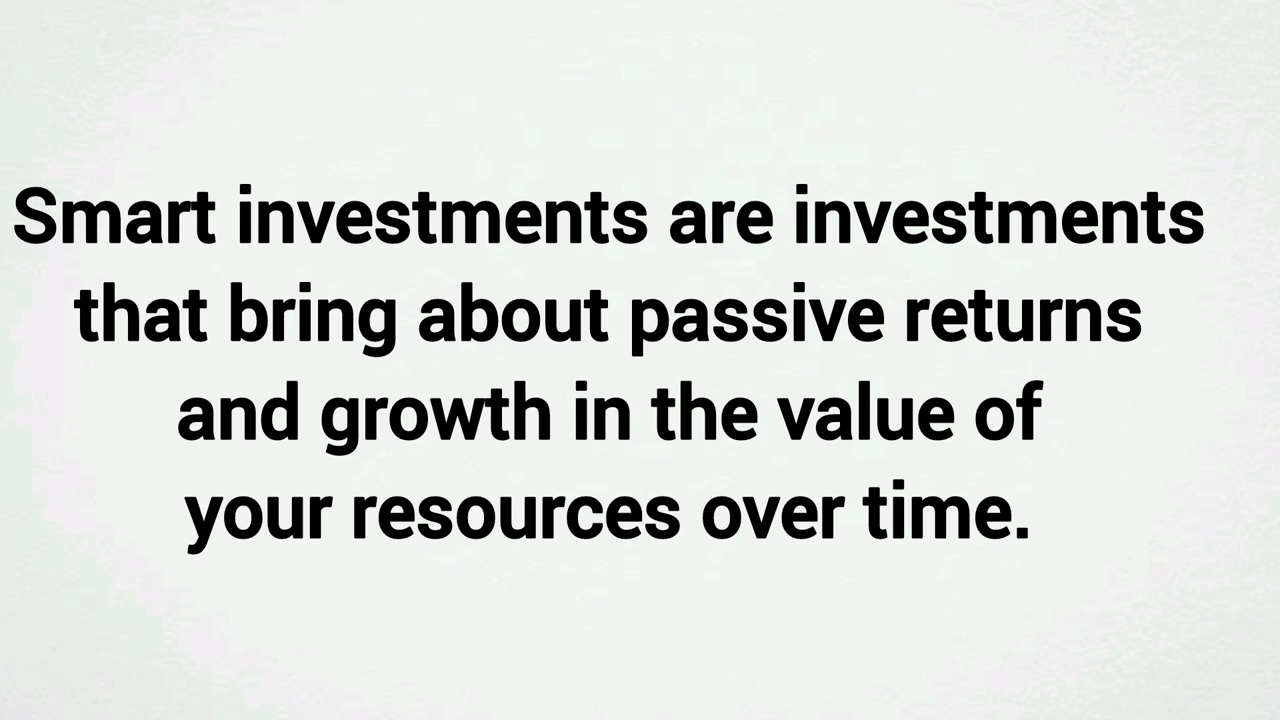 Smart investments are investments
that bring about passive returns
and growth in the value of
your resources over time.